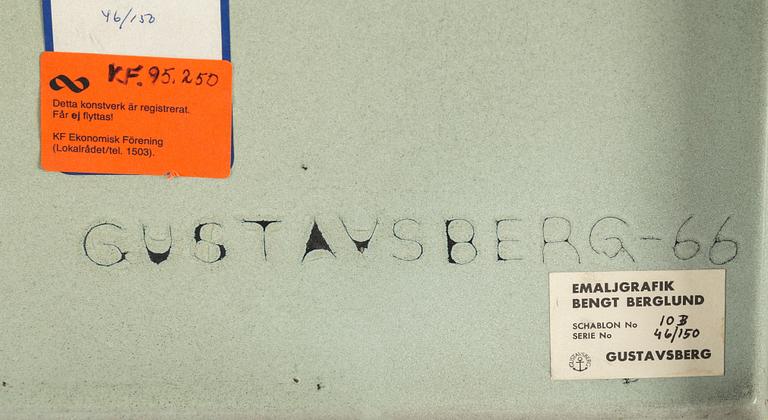 46/150
KF. 95.250
Detta konstverk är registrerat.
Får ej flyttas!
KF Ekonomisk Förening
(Lokalrådet/tel. 1503).
GUSTAVSBERG-66
EMALJGRAFIK
BENGT BERGLUND
SCHABLON No 10 B
SERIE No 46/150
GUSTAVSBERG
GUSTAVSBERG